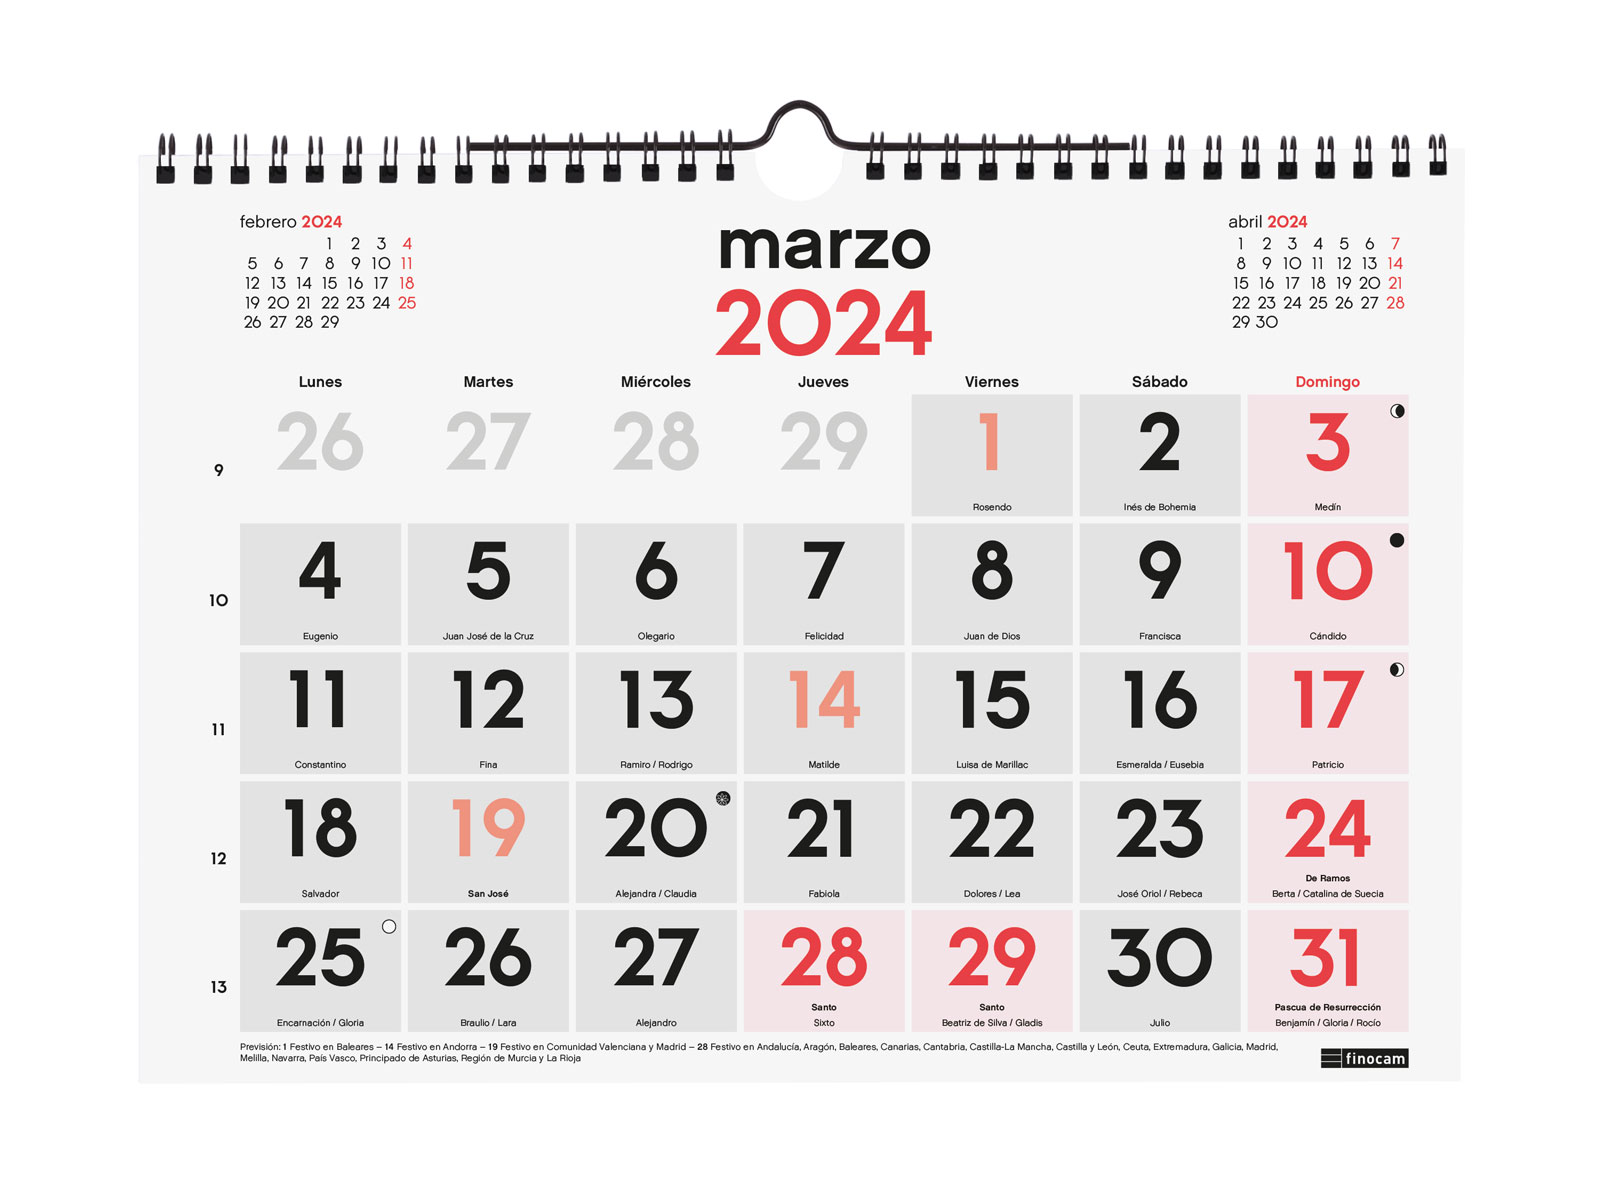 febrero 2024
1 2 3 4
5 6 7 8 9 10 11
12 13 14 15 16 17 18
19 20 21 22 23 24 25
26 27 28 29
marzo
2024
abril 2024
1 2 3 4 5 6 7
8 9 10 11 12 13 14
15 16 17 18 19 20 21
22 23 24 25 26 27 28
29 30
Lunes Martes Miércoles Jueves Viernes Sábado Domingo
9 26 27 28 29 1 2 3
Rosendo Inés de Bohemia Medín
10 4 5 6 7 8 9 10
Eugenio Juan José de la Cruz Olegario Felicidad Juan de Dios Francisca Cándido
11 11 12 13 14 15 16 17
Constantino Fina Ramiro / Rodrigo Matilde Luisa de Marillac Esmeralda / Eusebia Patricio
12 18 19 20 21 22 23 24
De Ramos
Salvador San José Alejandra / Claudia Fabiola Dolores / Lea José Oriol / Rebeca Berta / Catalina de Suecia
13 25 26 27 28 29 30 31
Santo Santo Pascua de Resurrección
Encarnación / Gloria Braulio / Lara Alejandro Sixto Beatriz de Silva / Gladis Julio Benjamín / Gloria / Rocío
Previsión: 1 Festivo en Baleares – 14 Festivo en Andorra – 19 Festivo en Comunidad Valenciana y Madrid – 28 Festivo en Andalucía, Aragón, Baleares, Canarias, Cantabria, Castilla-La Mancha, Castilla y León, Ceuta, Extremadura, Galicia, Madrid,
Melilla, Navarra, País Vasco, Principado de Asturias, Región de Murcia y La Rioja
finocam